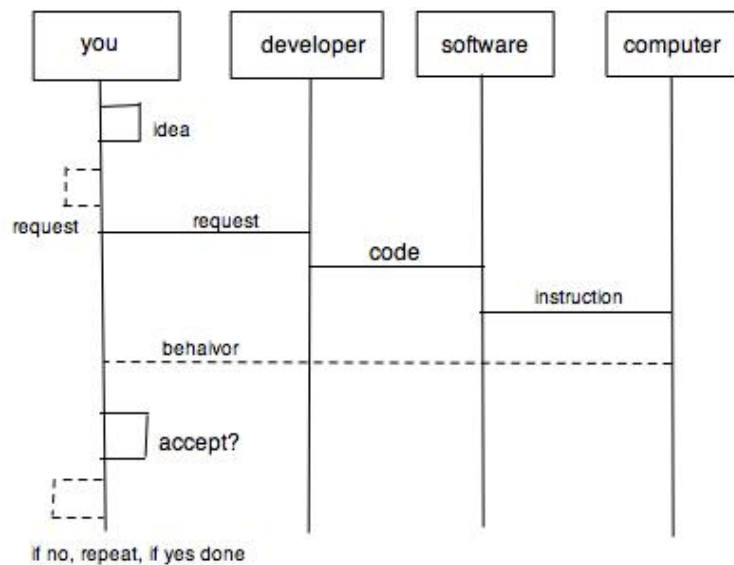 you
developer
software
computer
idea
request
request
code
instruction
behaivor
accept?
if no, repeat, if yes done